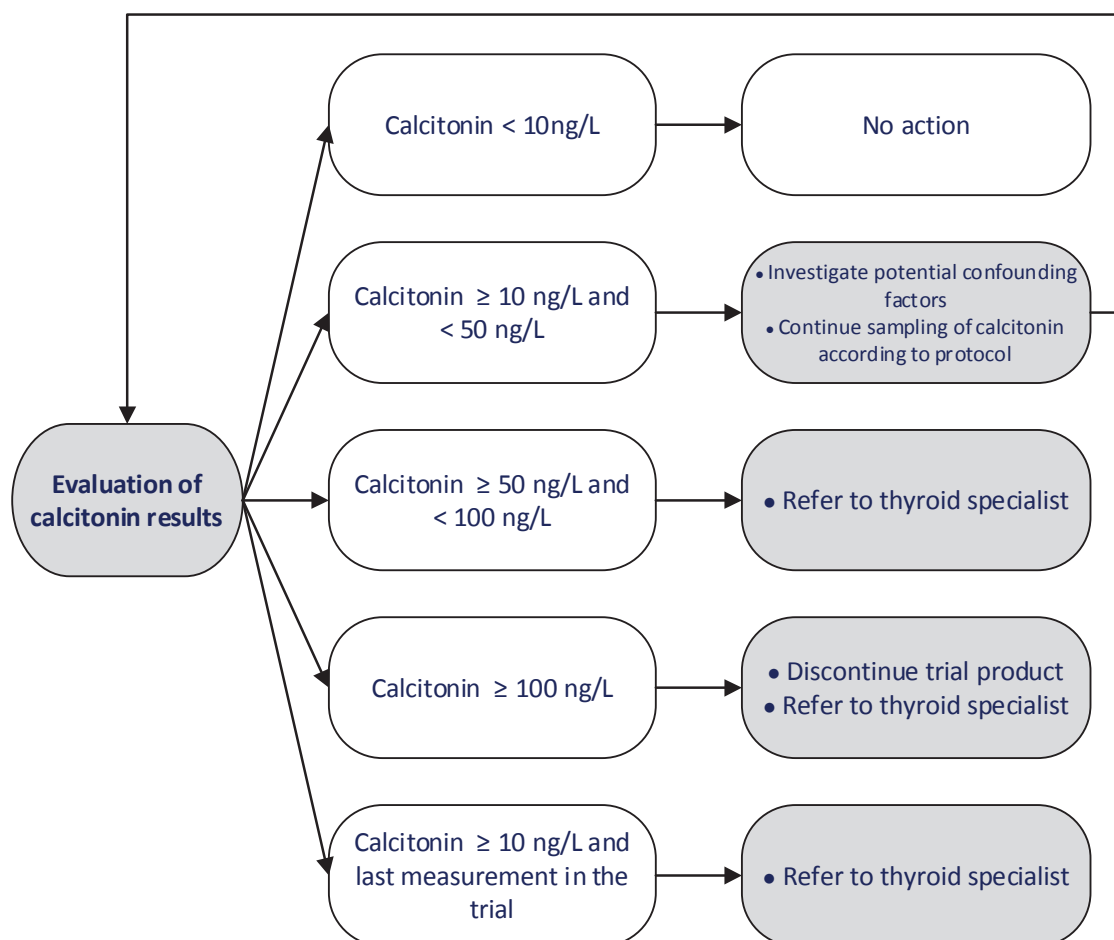 Calcitonin < 10ng/L
No action
Calcitonin ≥ 10 ng/L and
< 50 ng/L
• Investigate potential confounding
factors
• Continue sampling of calcitonin
according to protocol
Evaluation of
calcitonin results
Calcitonin ≥ 50 ng/L and
< 100 ng/L
• Refer to thyroid specialist
Calcitonin ≥ 100 ng/L
• Discontinue trial product
• Refer to thyroid specialist
Calcitonin ≥ 10 ng/L and
last measurement in the
trial
• Refer to thyroid specialist